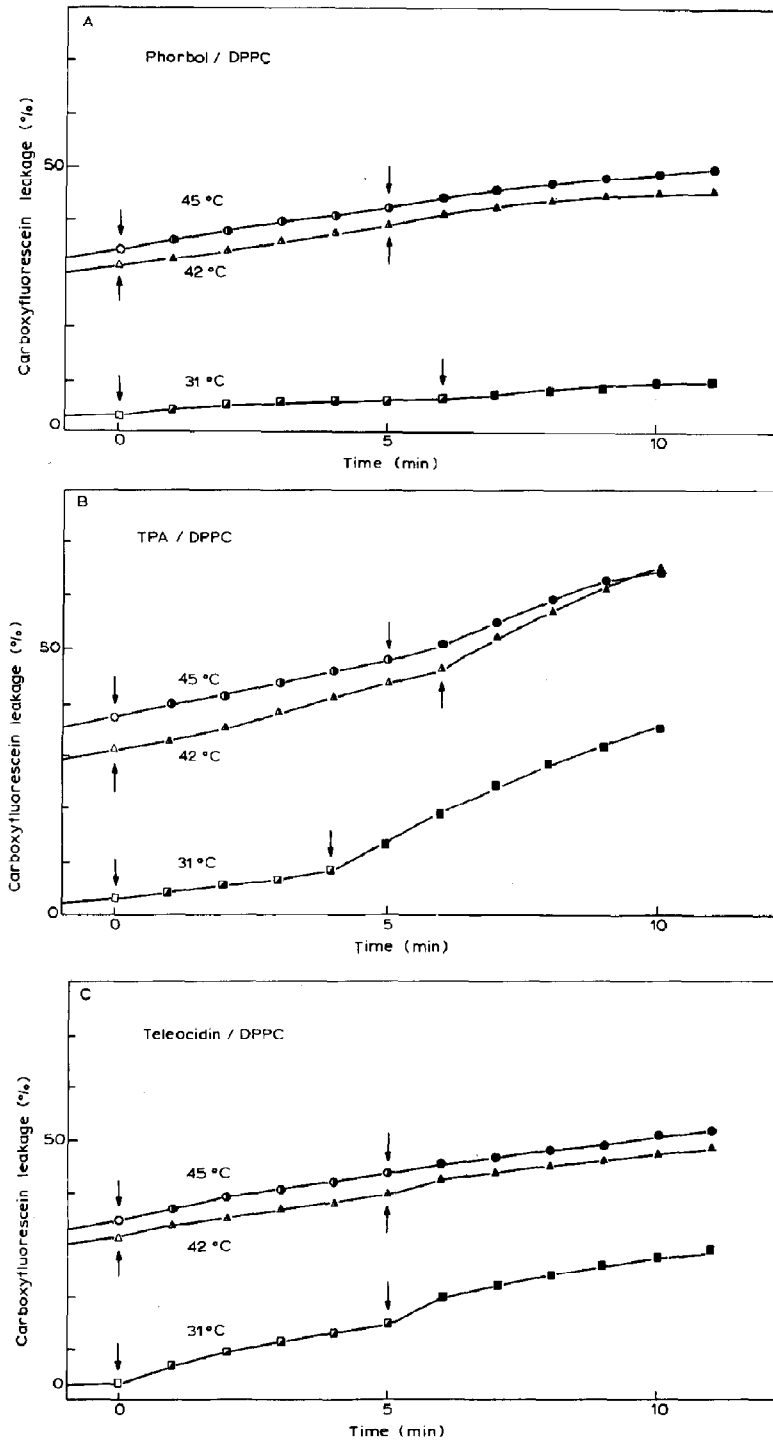 A
Phorbol / DPPC
Carboxyfluorescein leakage (%)
50
0
45 °C
42 °C
31 °C
0
5
10
Time (min)
B
TPA / DPPC
Carboxyfluorescein leakage (%)
50
0
45 °C
42 °C
31 °C
0
5
10
Time (min)
C
Teleocidin / DPPC
Carboxyfluorescein leakage (%)
50
0
45 °C
42 °C
31 °C
0
5
10
Time (min)